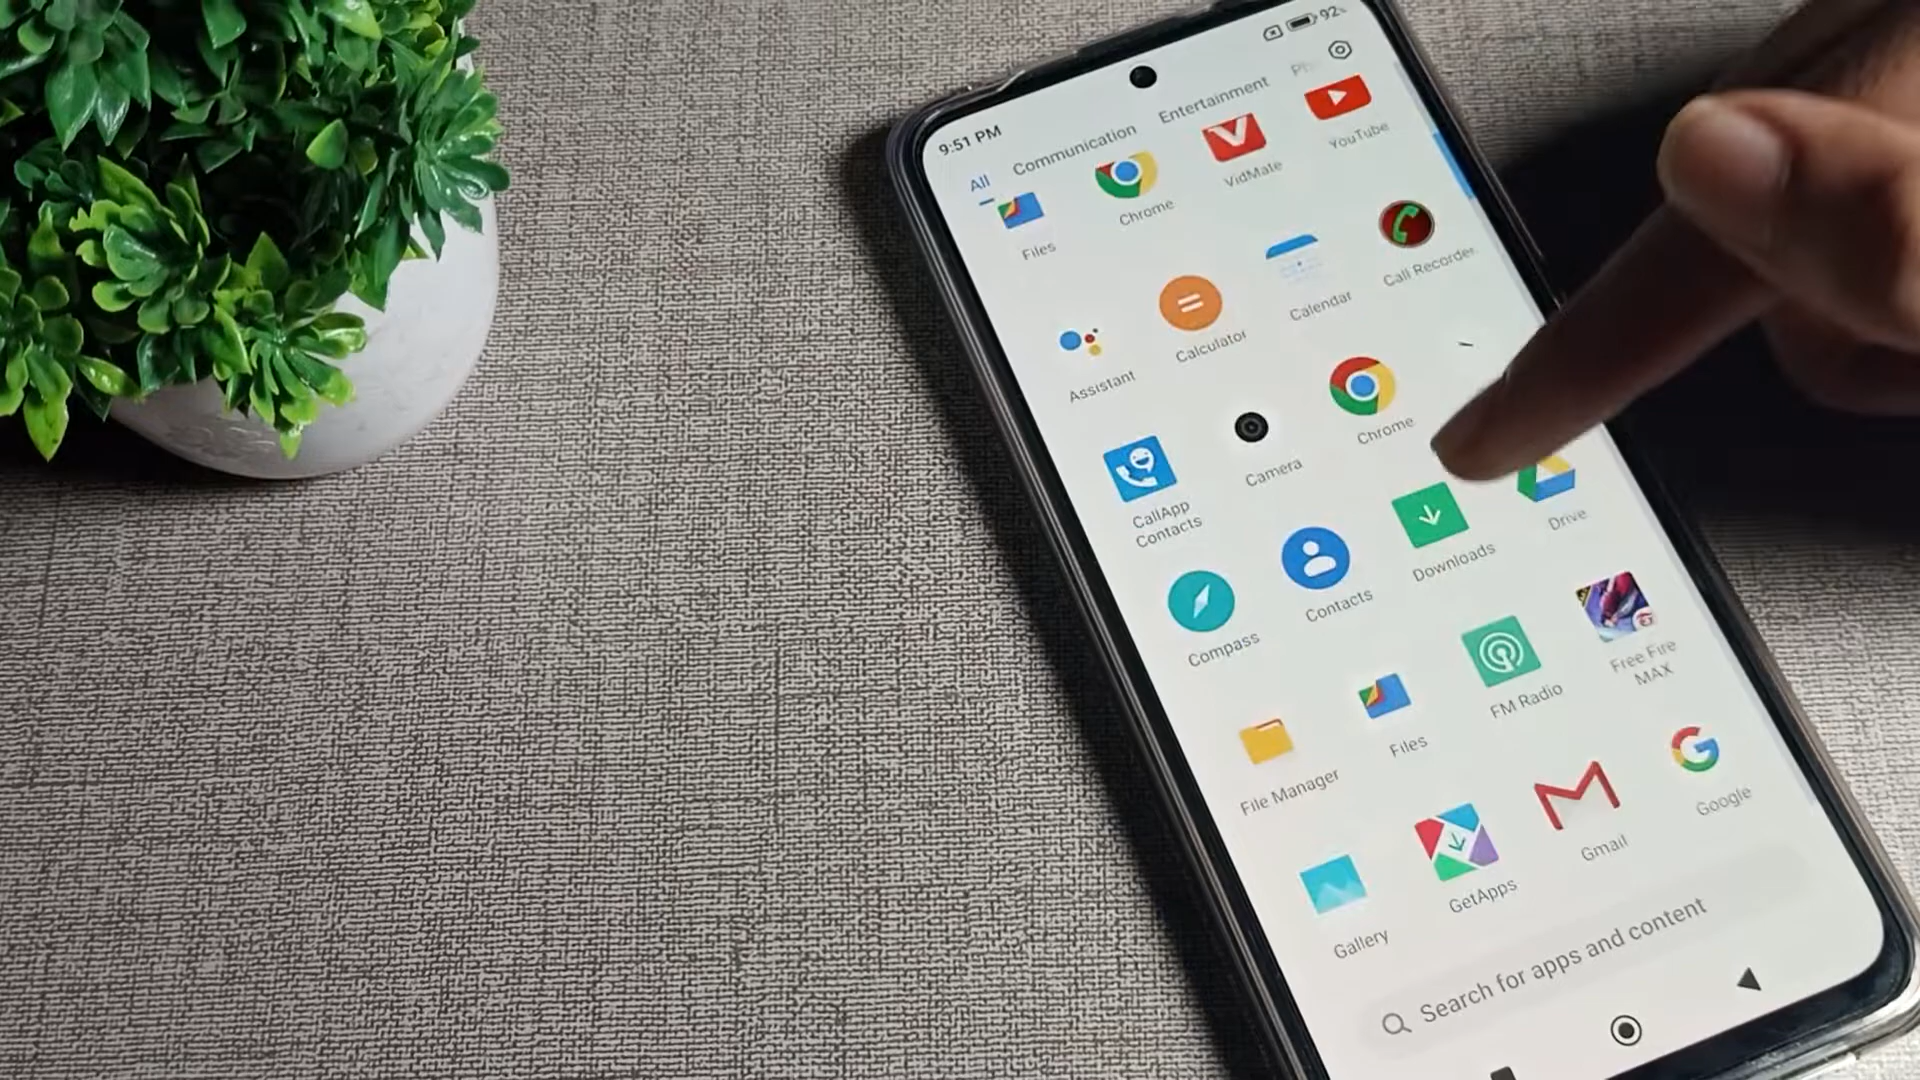 9:51 PM
92
All
Communication
Entertainment
Files
Chrome
VidMate
YouTube
Assistant
Calculator
Calendar
Call Recorder
CallApp
Contacts
Camera
Chrome
Compass
Contacts
Downloads
Drive
File Manager
Files
FM Radio
Free Fire
MAX
Gallery
GetApps
Gmail
Google
Search for apps and content